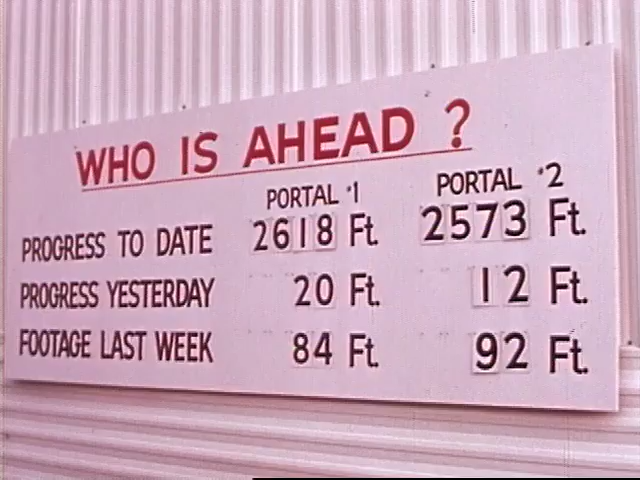 WHO IS AHEAD ?
PORTAL #1 PORTAL #2
PROGRESS TO DATE 2618 Ft. 2573 Ft.
PROGRESS YESTERDAY 20 Ft. 12 Ft.
FOOTAGE LAST WEEK 84 Ft. 92 Ft.